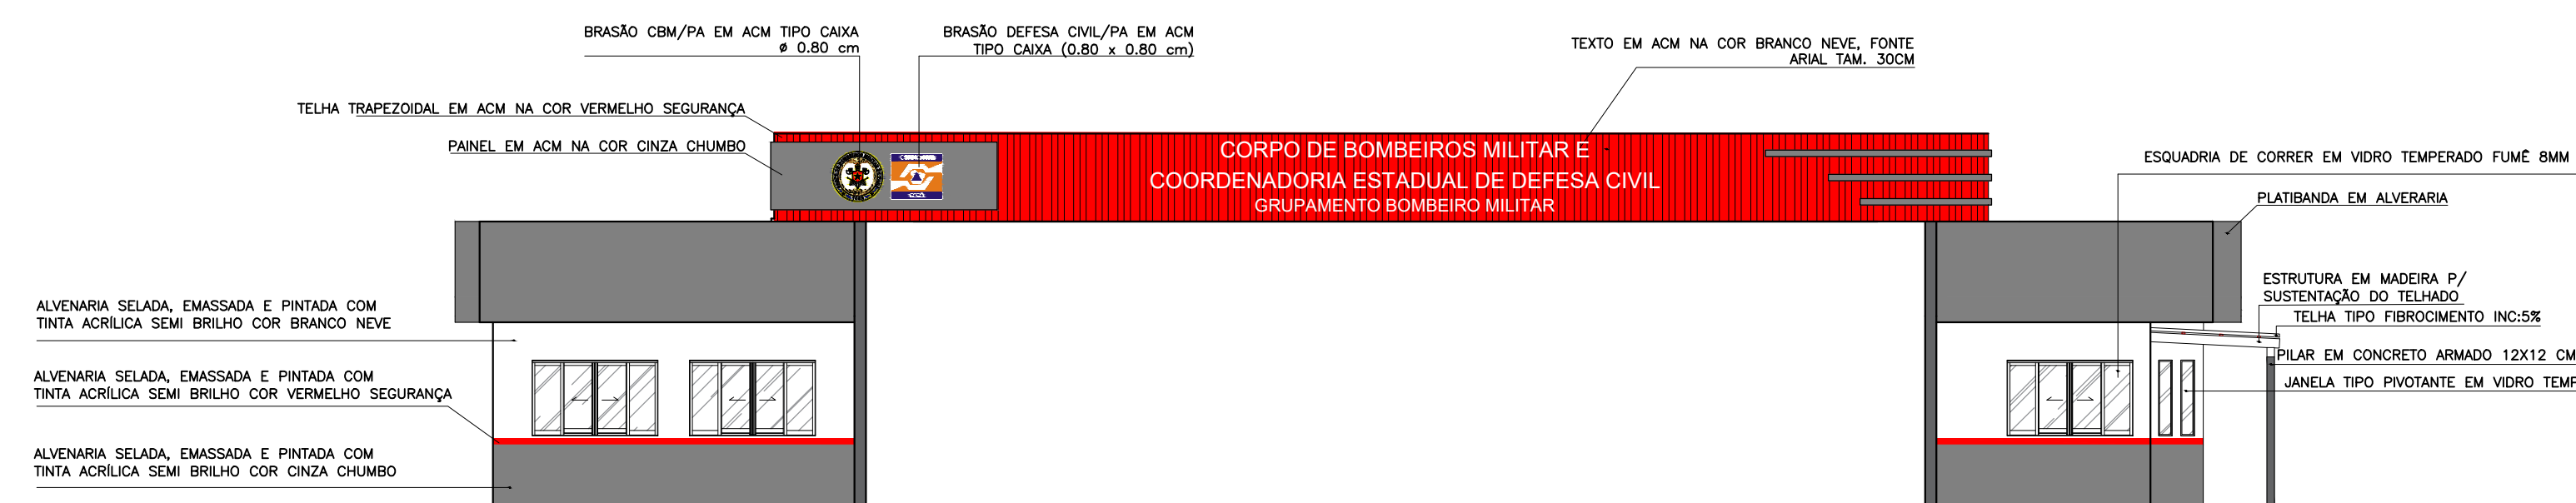 BRASÃO CBM/PA EM ACM TIPO CAIXA
ø 0.80 cm
BRASÃO DEFESA CIVIL/PA EM ACM
TIPO CAIXA (0.80 x 0.80 cm)
TEXTO EM ACM NA COR BRANCO NEVE, FONTE
ARIAL TAM. 30CM
TELHA TRAPEZOIDAL EM ACM NA COR VERMELHO SEGURANÇA
PAINEL EM ACM NA COR CINZA CHUMBO
CORPO DE BOMBEIROS MILITAR E
COORDENADORIA ESTADUAL DE DEFESA CIVIL
GRUPAMENTO BOMBEIRO MILITAR
ESQUADRIA DE CORRER EM VIDRO TEMPERADO FUMÊ 8MM
PLATIBANDA EM ALVERARIA
ESTRUTURA EM MADEIRA P/
SUSTENTAÇÃO DO TELHADO
TELHA TIPO FIBROCIMENTO INC:5%
PILAR EM CONCRETO ARMADO 12X12 CM
JANELA TIPO PIVOTANTE EM VIDRO TEMP
ALVENARIA SELADA, EMASSADA E PINTADA COM
TINTA ACRÍLICA SEMI BRILHO COR BRANCO NEVE
ALVENARIA SELADA, EMASSADA E PINTADA COM
TINTA ACRÍLICA SEMI BRILHO COR VERMELHO SEGURANÇA
ALVENARIA SELADA, EMASSADA E PINTADA COM
TINTA ACRÍLICA SEMI BRILHO COR CINZA CHUMBO